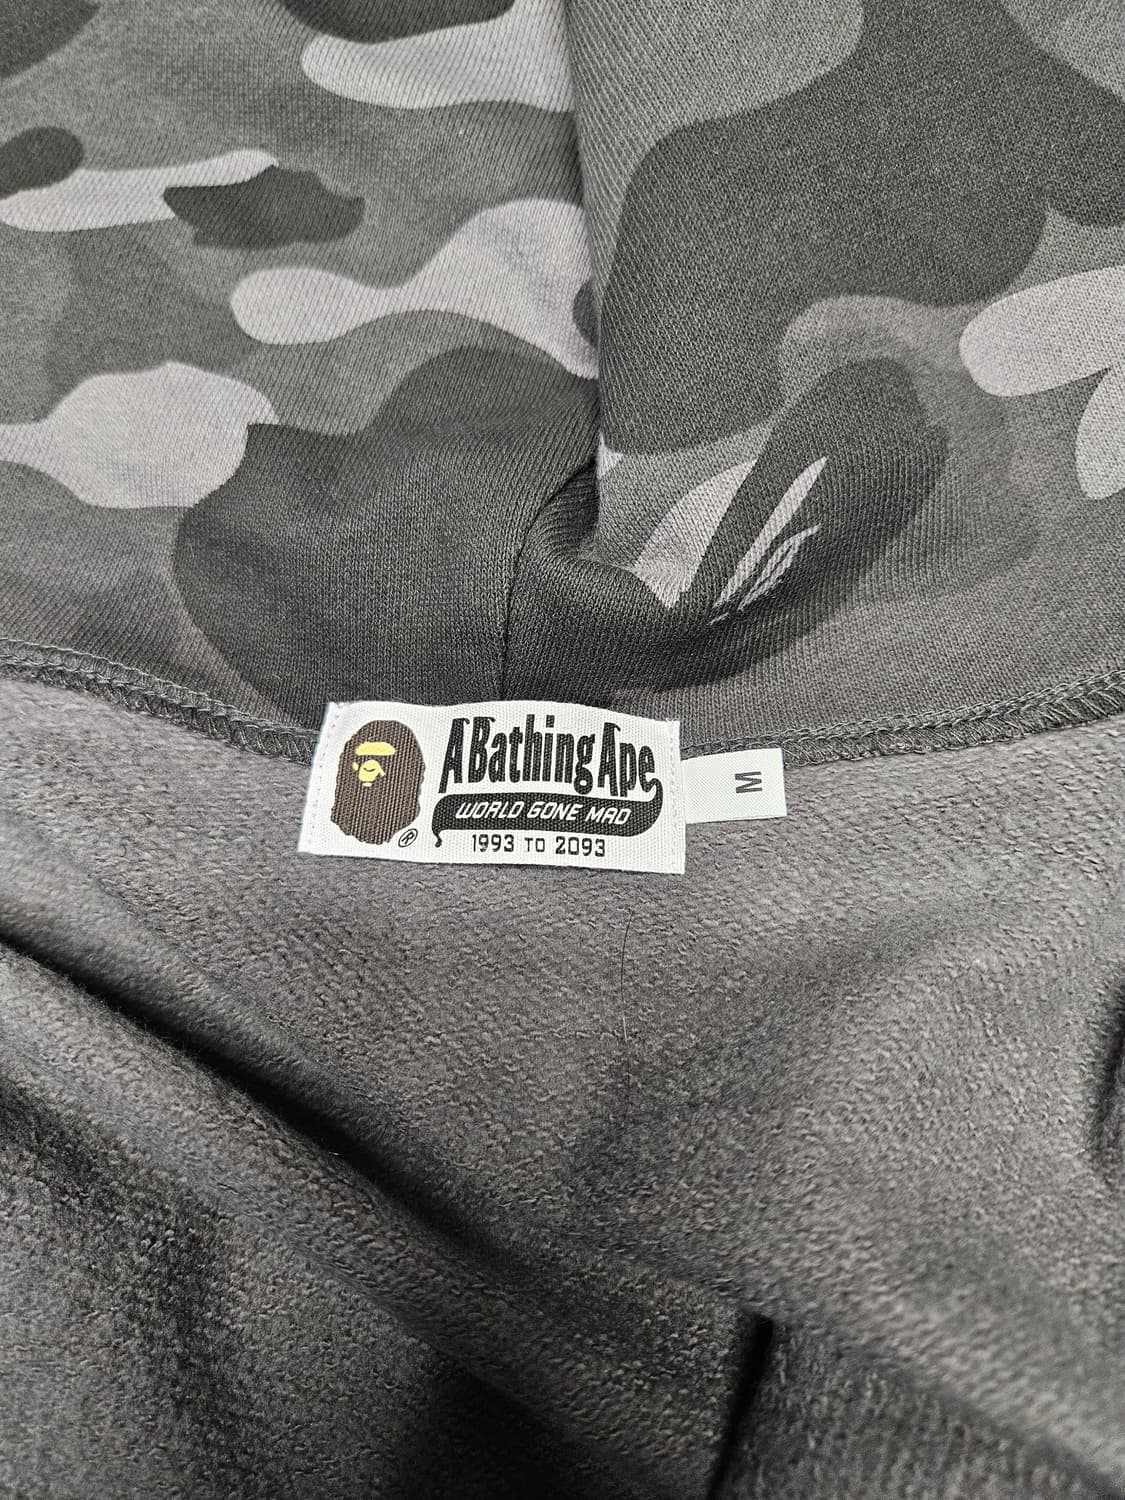 A Bathing Ape
WORLD GONE MAD
1993 TO 2093
®
M